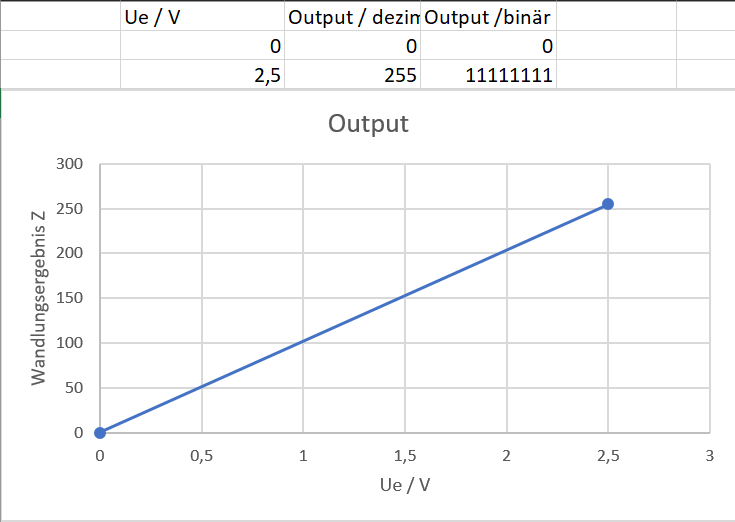 Ue / V Output / dezim Output /binär
0 0 0
2,5 255 11111111
Output
300
250
200
150
100
50
0
Wandlungsergebnis Z
0 0,5 1 1,5 2 2,5 3
Ue / V